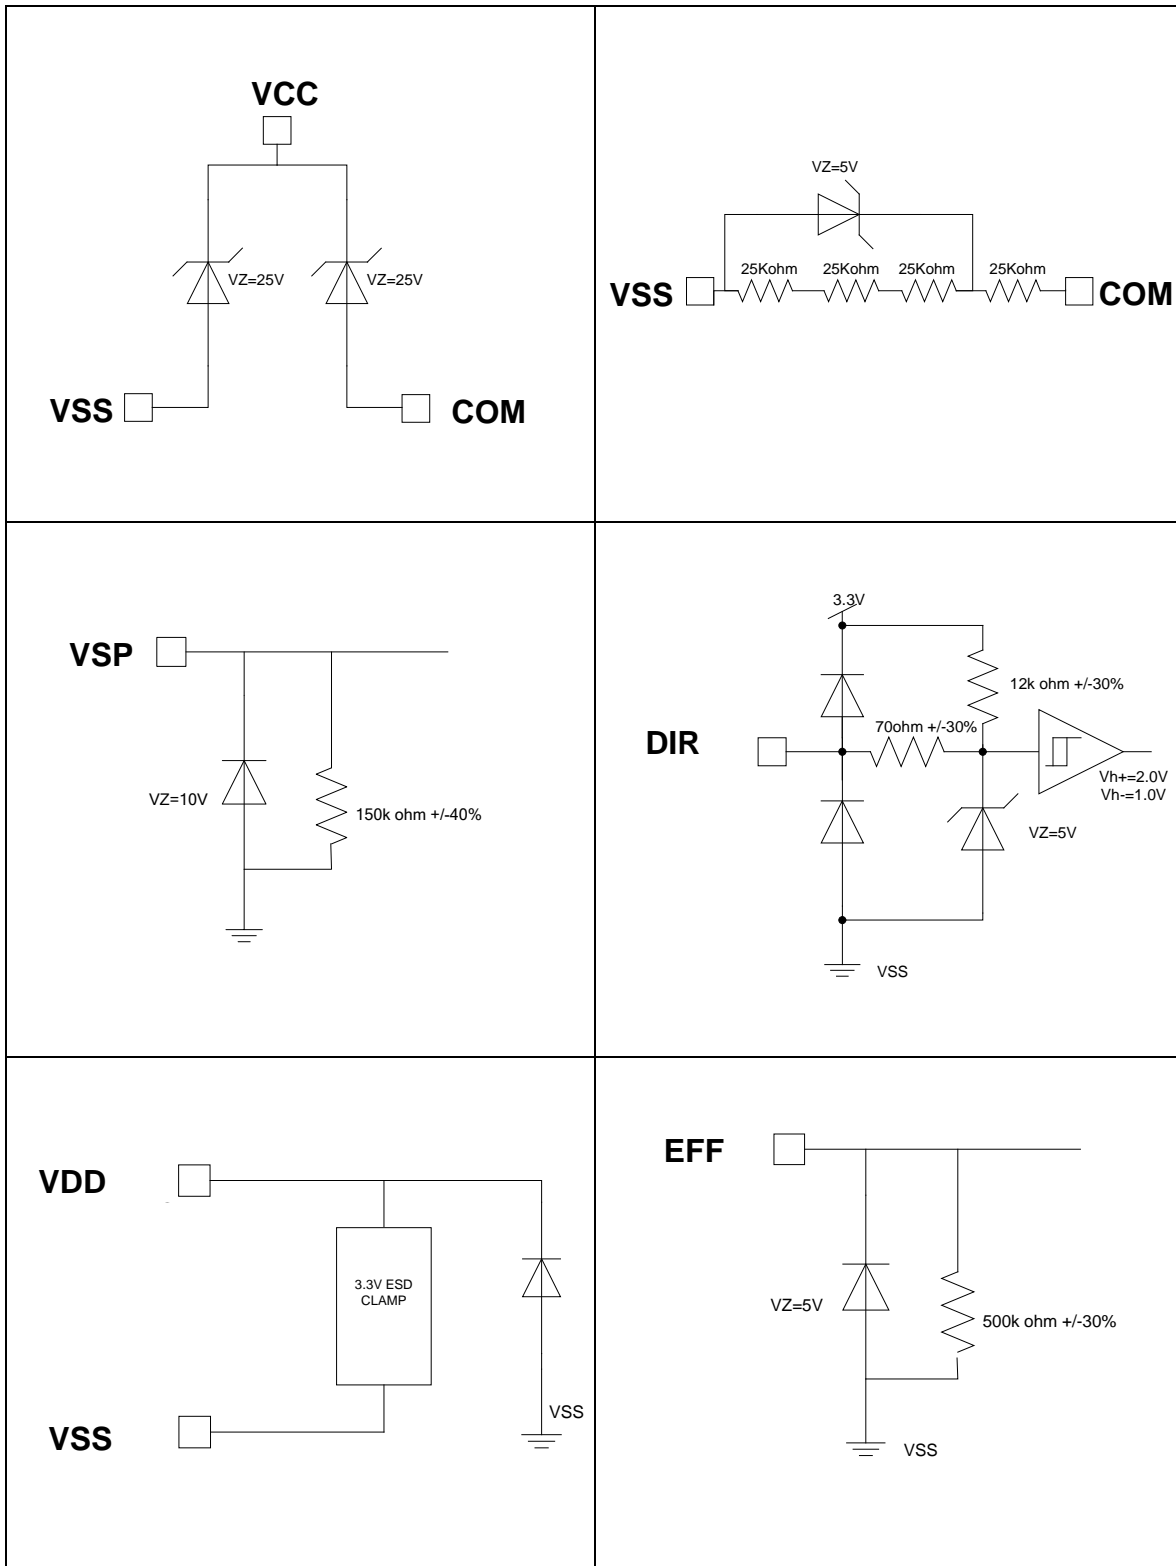 VCC
VZ=25V
VZ=25V
VSS
COM
VZ=5V
25Kohm
25Kohm
25Kohm
25Kohm
VSS
COM
VSP
VZ=10V
150k ohm +/-40%
3.3V
12k ohm +/-30%
DIR
70ohm +/-30%
Vh+=2.0V
Vh-=1.0V
VZ=5V
VSS
VDD
3.3V ESD
CLAMP
VSS
VSS
EFF
VZ=5V
500k ohm +/-30%
VSS